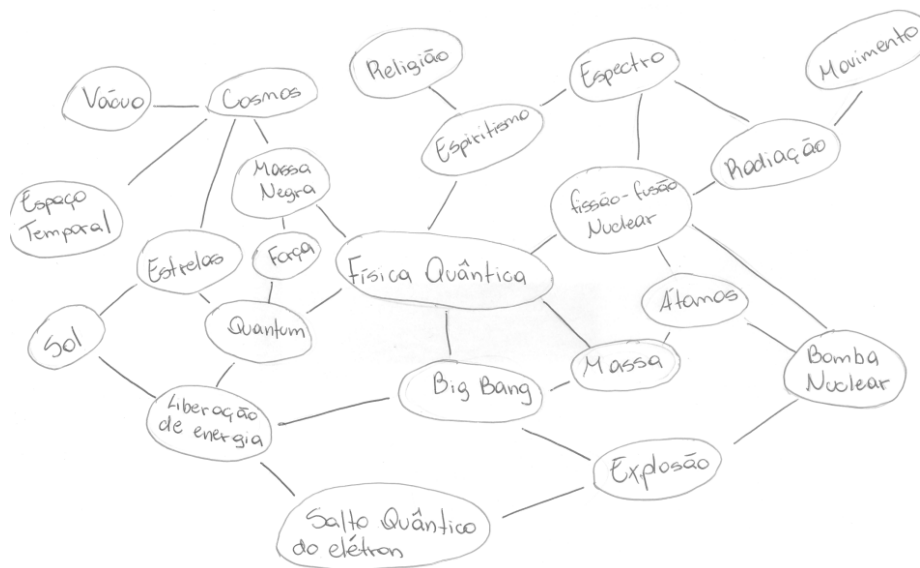 Religião
Espectro
Movimento
Vaóuo
Cosmos
Espiritismo
Radiação
Massa
Negra
fissão-fusão
Nuclear
Espaço
Temporal
Estrelas
Força
Física Quântica
Átomos
Sol
Quantum
Big Bang
Massa
Bomba
Nuclear
Liberação
de energia
Explosão
Salto Quântico
do elétron